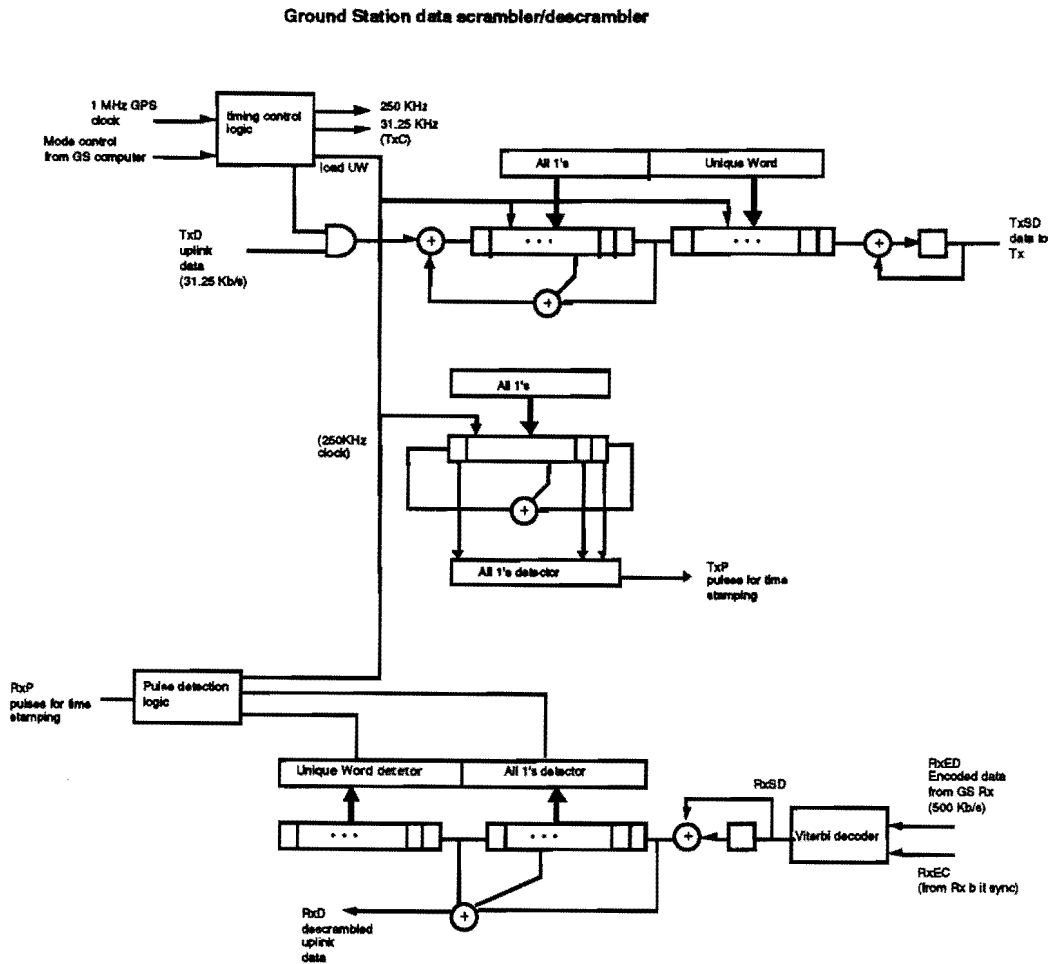 Ground Station data scrambler/descrambler
1 MHz GPS
clock
Mode control
from GS computer
timing control
logic
250 KHz
31.25 KHz
(TxC)
load UW
All 1's
Unique Word
TxD
uplink
data
(31.25 Kb/s)
+
. . .
. . .
+
+
TxSD
data to
Tx
All 1's
(250KHz
clock)
+
All 1's detector
TxP
pulses for time
stamping
RxP
pulses for time
stamping
Pulse detection
logic
Unique Word detetor
All 1's detector
RxSD
RxED
Encoded data
from GS Rx
(500 Kb/s)
. . .
. . .
+
Viterbi decoder
RxEC
(from Rx b it sync)
RxD
descrambled
uplink
data
+